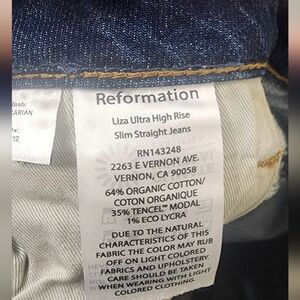 Reformation
Liza Ultra High Rise
Slim Straight Jeans
RN143248
2263 E VERNON AVE.
VERNON, CA 90058
64% ORGANIC COTTON/
COTON ORGANIQUE
35% TENCEL™ MODAL
1% ECO LYCRA
DUE TO THE NATURAL
CHARACTERISTICS OF THIS
FABRIC THE COLOR MAY RUB
OFF ON LIGHT COLORED
FABRICS AND UPHOLSTERY.
CARE SHOULD BE TAKEN
WHEN WEARING WITH LIGHT
COLORED CLOTHING.